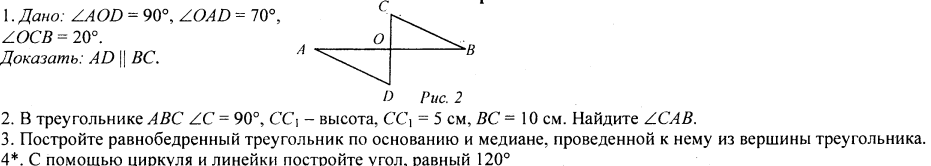 1. Дано: ∠AOD = 90°, ∠OAD = 70°,
∠OCB = 20°.
Доказать: AD || BC.
C
O
A
B
D
Рис. 2
2. В треугольнике ABC ∠C = 90°, CC₁ – высота, CC₁ = 5 см, BC = 10 см. Найдите ∠CAB.
3. Постройте равнобедренный треугольник по основанию и медиане, проведенной к нему из вершины треугольника.
4*. С помощью циркуля и линейки постройте угол, равный 120°